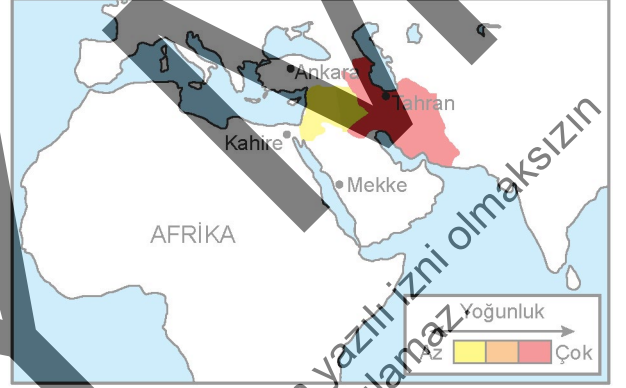 Ankara
Tahran
Kahire
Mekke
AFRİKA
Yoğunluk
Az
Çok
yazılı izni olmaksızın